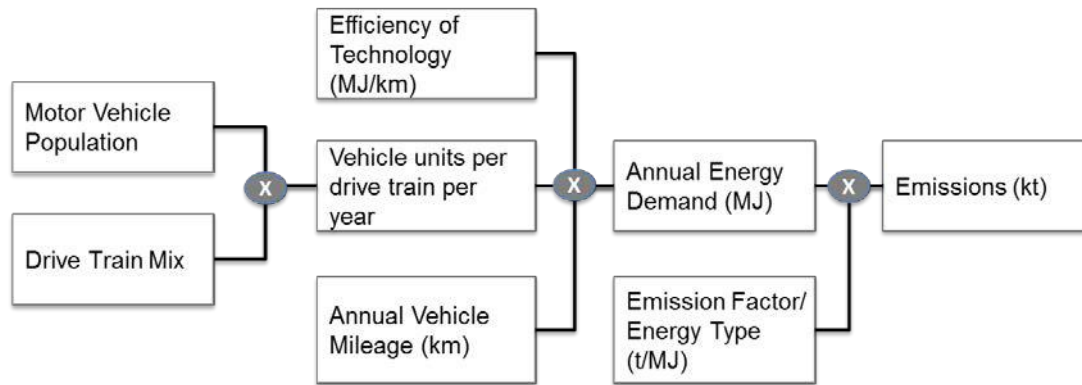 Motor Vehicle
Population
Drive Train Mix
X
Efficiency of
Technology
(MJ/km)
Vehicle units per
drive train per
year
Annual Vehicle
Mileage (km)
X
Annual Energy
Demand (MJ)
Emission Factor/
Energy Type
(t/MJ)
X
Emissions (kt)